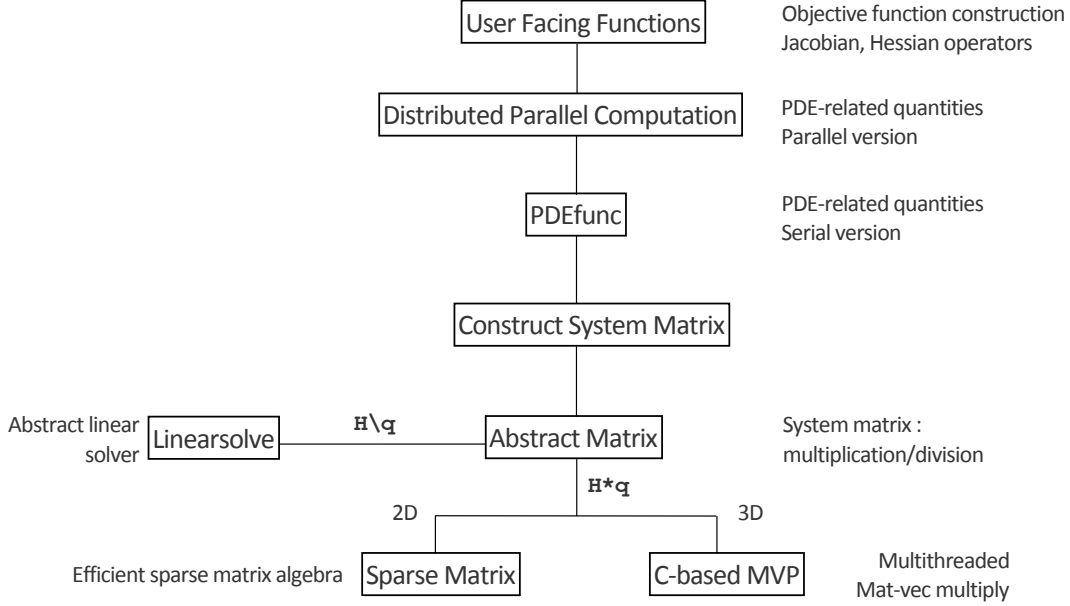 User Facing Functions
Objective function construction
Jacobian, Hessian operators
Distributed Parallel Computation
PDE-related quantities
Parallel version
PDEfunc
PDE-related quantities
Serial version
Construct System Matrix
Abstract linear
solver
Linearsolve
H\q
Abstract Matrix
System matrix :
multiplication/division
H*q
2D
3D
Efficient sparse matrix algebra
Sparse Matrix
C-based MVP
Multithreaded
Mat-vec multiply